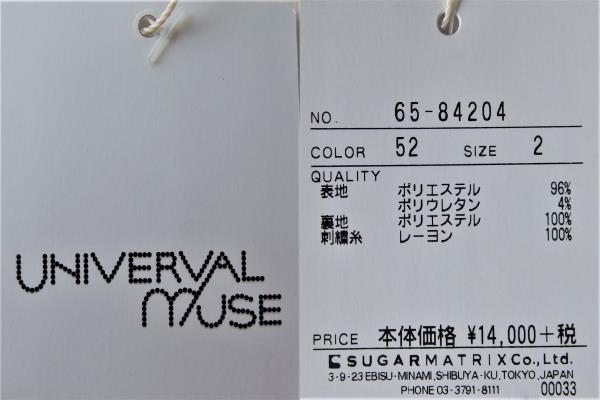 UNIVERVAL
MUSE
NO. 65-84204
COLOR 52 SIZE 2
QUALITY
表地 ポリエステル 96%
ポリウレタン 4%
裏地 ポリエステル 100%
刺繍糸 レーヨン 100%
PRICE 本体価格 ¥14,000+税
SUGARMATRIX Co., Ltd.
3-9-23 EBISU-MINAMI, SHIBUYA-KU, TOKYO, JAPAN
PHONE 03-3791-8111 00033